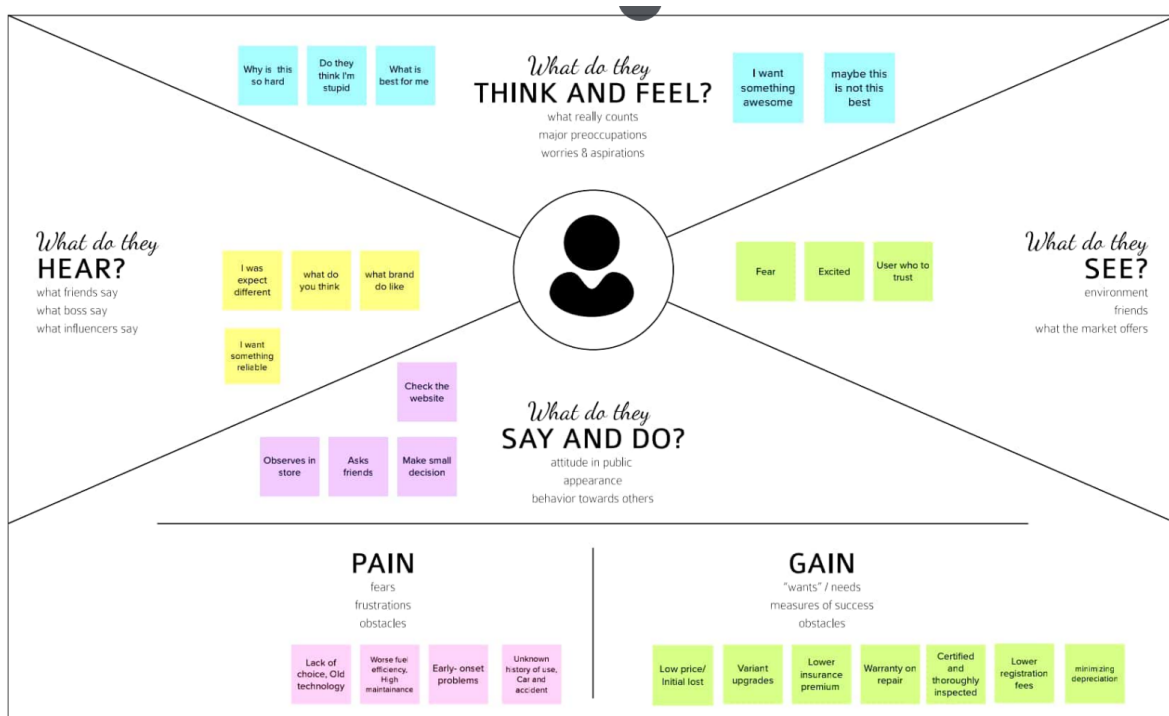 Why is this
so hard
Do they
think I'm
stupid
What is
best for me
What do they
THINK AND FEEL?
what really counts
major preoccupations
worries & aspirations
I want
something
awesome
maybe this
is not this
best
What do they
HEAR?
what friends say
what boss say
what influencers say
I was
expect
different
what do
you think
what brand
do like
I want
something
reliable
Fear
Excited
User who to
trust
What do they
SEE?
environment
friends
what the market offers
Check the
website
Observes in
store
Asks
friends
Make small
decision
What do they
SAY AND DO?
attitude in public
appearance
behavior towards others
PAIN
fears
frustrations
obstacles
Lack of
choice, Old
technology
Worse fuel
efficiency,
High
maintainance
Early- onset
problems
Unknown
history of use,
Car and
accident
GAIN
"wants" / needs
measures of success
obstacles
Low price/
Initial lost
Variant
upgrades
Lower
insurance
premium
Warranty on
repair
Certified
and
thoroughly
inspected
Lower
registration
fees
minimizing
depreciation